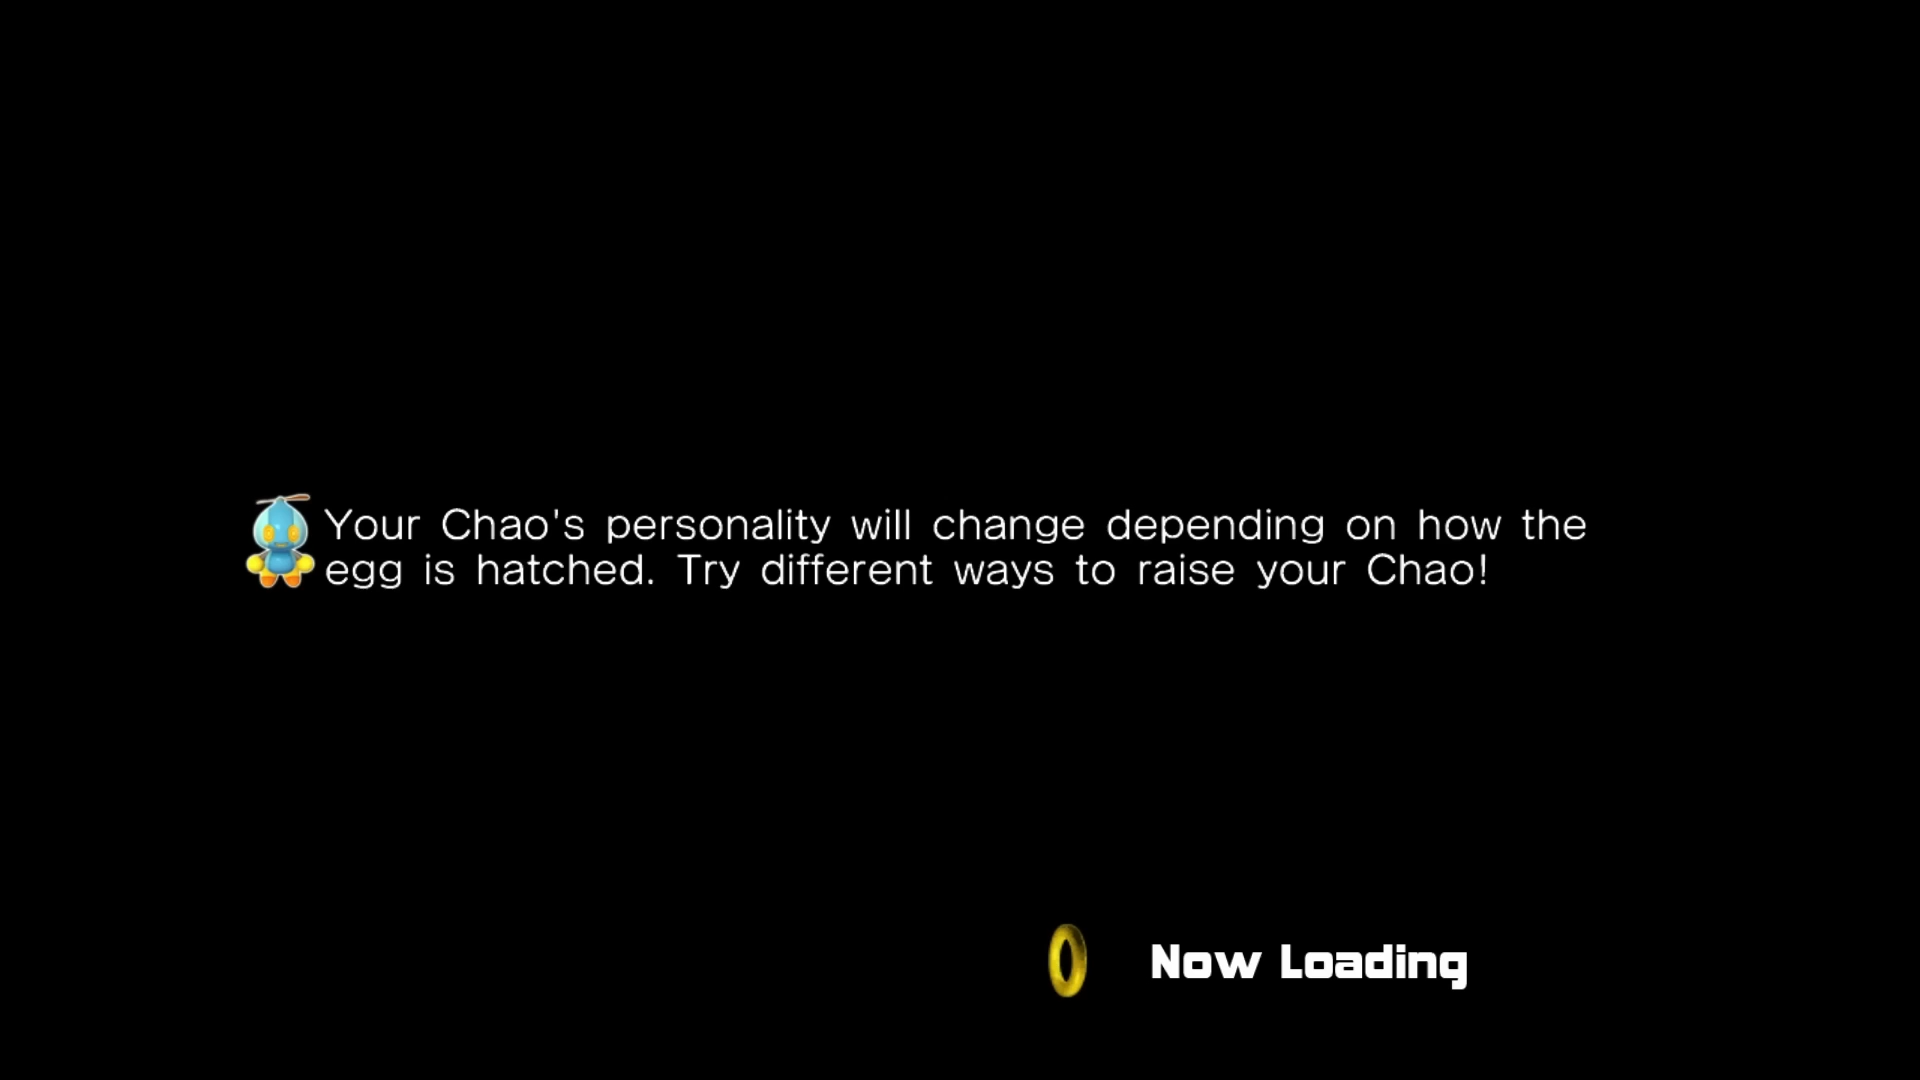 Your Chao's personality will change depending on how the
egg is hatched. Try different ways to raise your Chao!
Now Loading